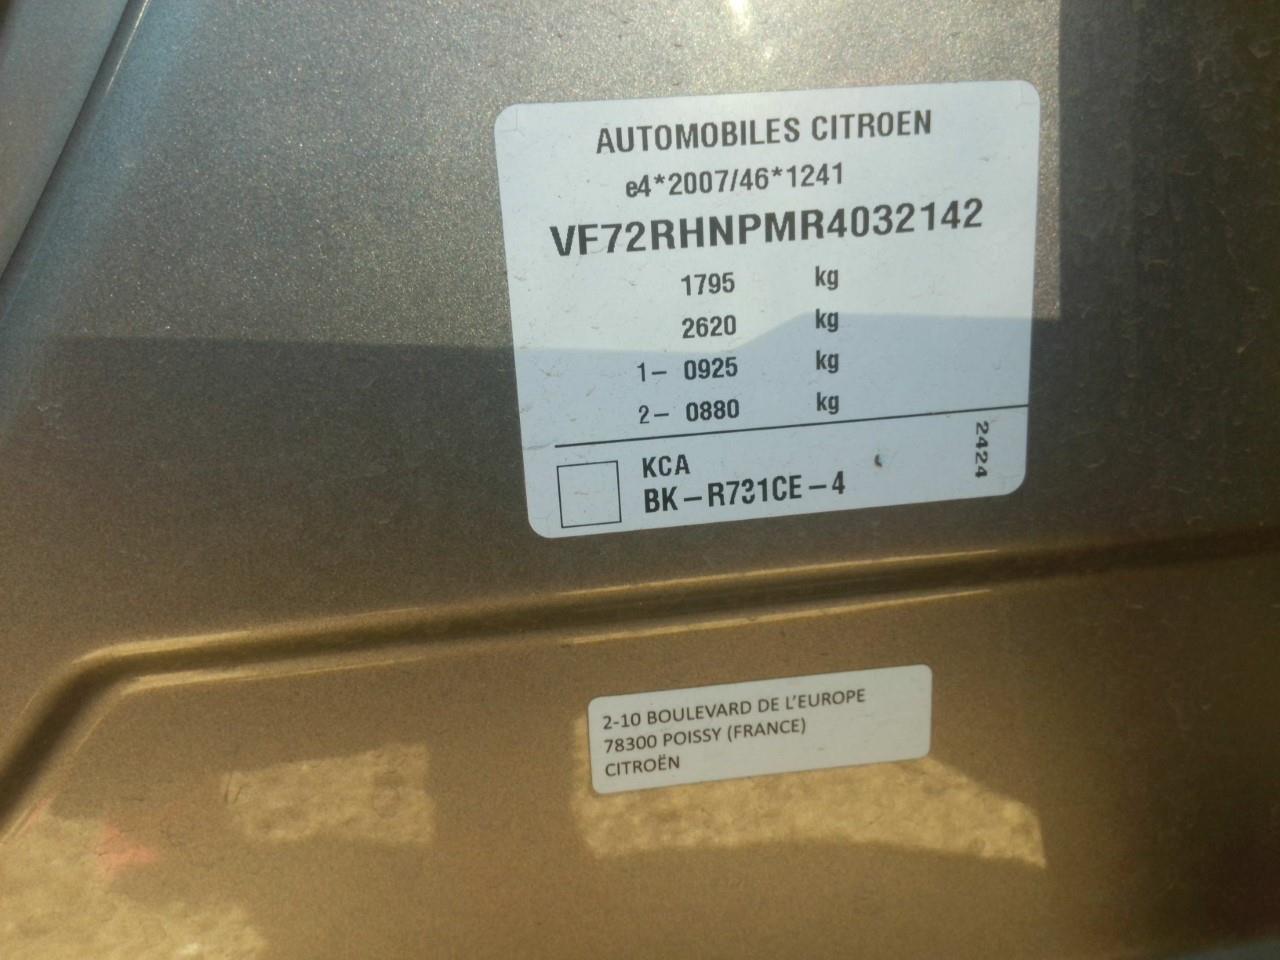 AUTOMOBILES CITROEN
e4*2007/46*1241
VF72RHNPMR4032142
1795 kg
2620 kg
1- 0925 kg
2- 0880 kg
KCA
BK-R731CE-4
2424
2-10 BOULEVARD DE L'EUROPE
78300 POISSY (FRANCE)
CITROËN